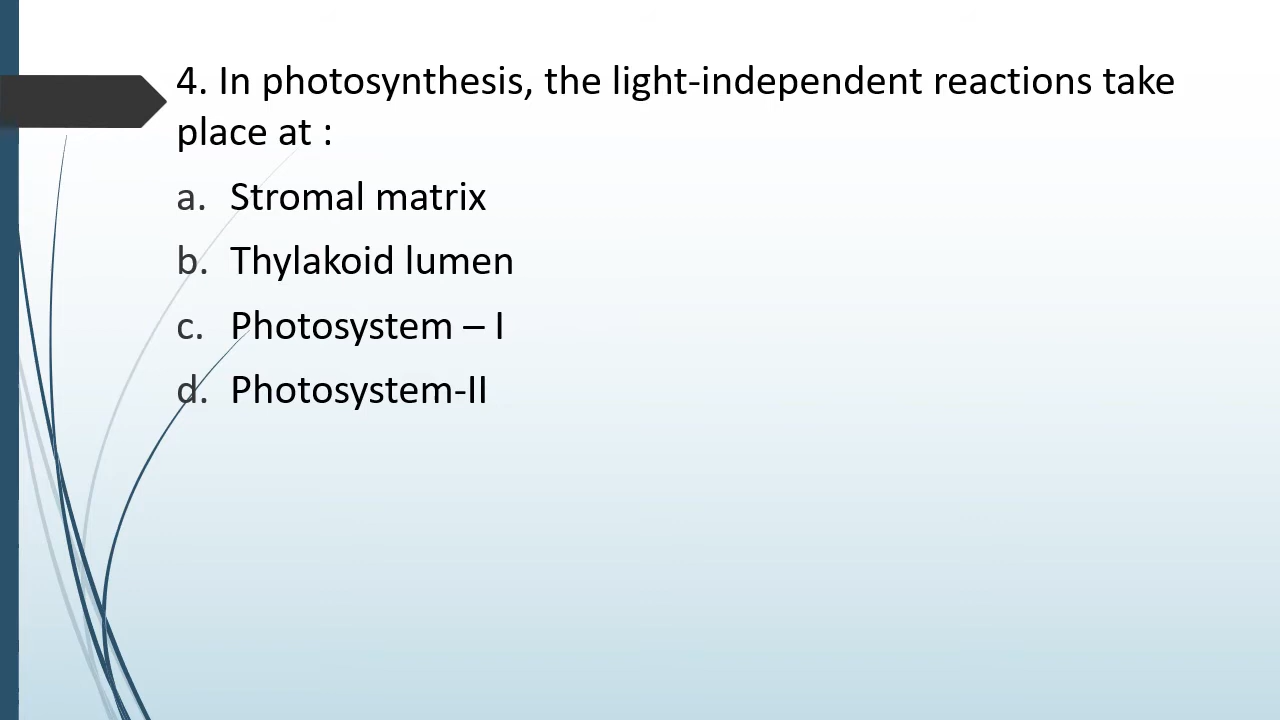 4. In photosynthesis, the light-independent reactions take
place at :
a. Stromal matrix
b. Thylakoid lumen
c. Photosystem – I
d. Photosystem-II